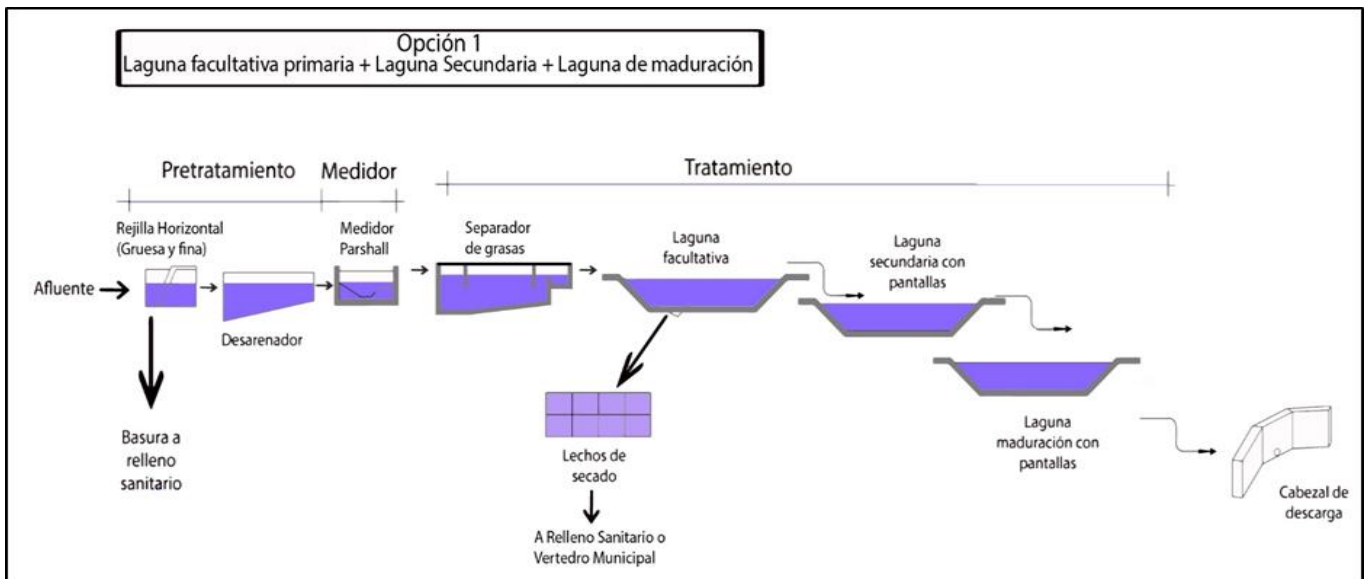 Opción 1
Laguna facultativa primaria + Laguna Secundaria + Laguna de maduración
Pretratamiento
Medidor
Tratamiento
Rejilla Horizontal
(Gruesa y fina)
Medidor
Parshall
Separador
de grasas
Laguna
facultativa
Laguna
secundaria con
pantallas
Afluente
Desarenador
Basura a
relleno
sanitario
Lechos de
secado
A Relleno Sanitario o
Vertedro Municipal
Laguna
maduración con
pantallas
Cabezal de
descarga